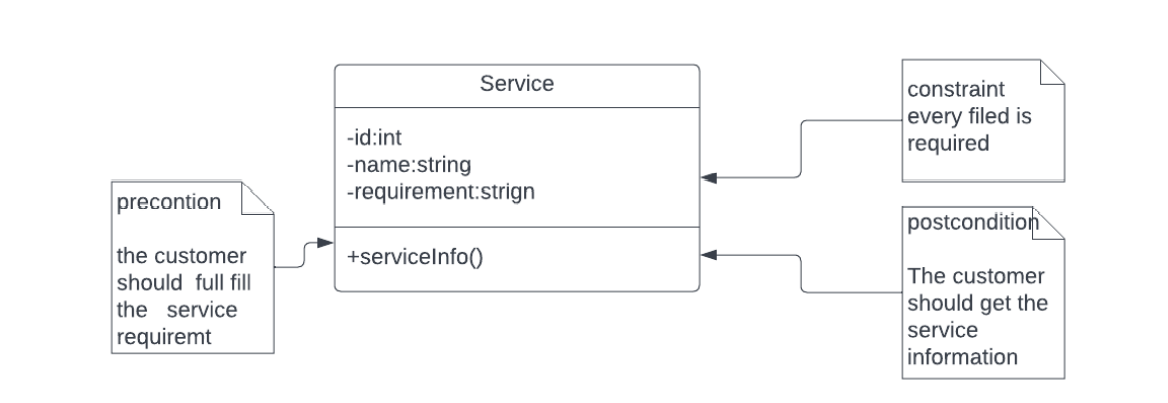 Service
-id:int
-name:string
-requirement:strign
+serviceInfo()
precontion
the customer
should full fill
the service
requiremt
constraint
every filed is
required
postcondition
The customer
should get the
service
information